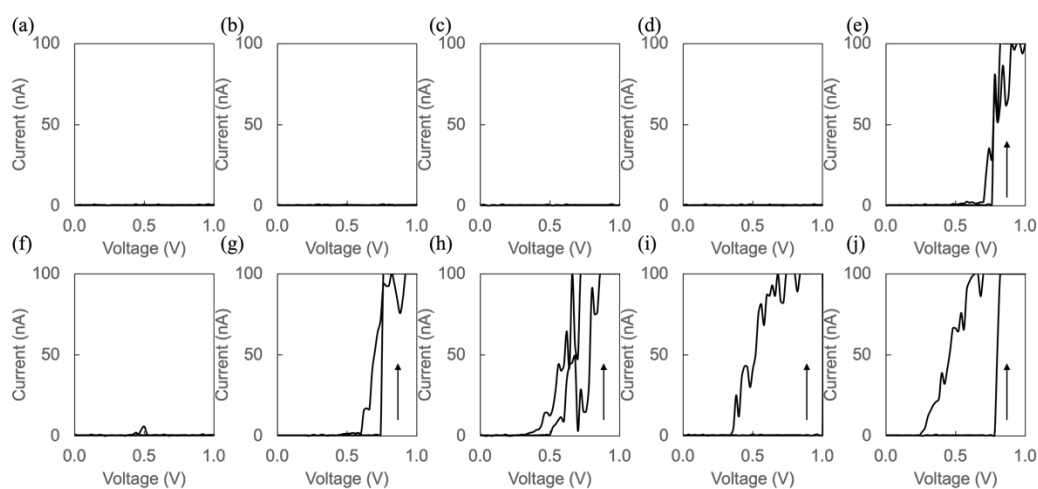 (a) (b) (c) (d) (e)
100 100 100 100 100
Current (nA) Current (nA) Current (nA) Current (nA) Current (nA)
50 50 50 50 50
0 0 0 0 0
0.0 0.5 1.0 0.0 0.5 1.0 0.0 0.5 1.0 0.0 0.5 1.0 0.0 0.5 1.0
Voltage (V) Voltage (V) Voltage (V) Voltage (V) Voltage (V)
(f) (g) (h) (i) (j)
100 100 100 100 100
Current (nA) Current (nA) Current (nA) Current (nA) Current (nA)
50 50 50 50 50
0 0 0 0 0
0.0 0.5 1.0 0.0 0.5 1.0 0.0 0.5 1.0 0.0 0.5 1.0 0.0 0.5 1.0
Voltage (V) Voltage (V) Voltage (V) Voltage (V) Voltage (V)